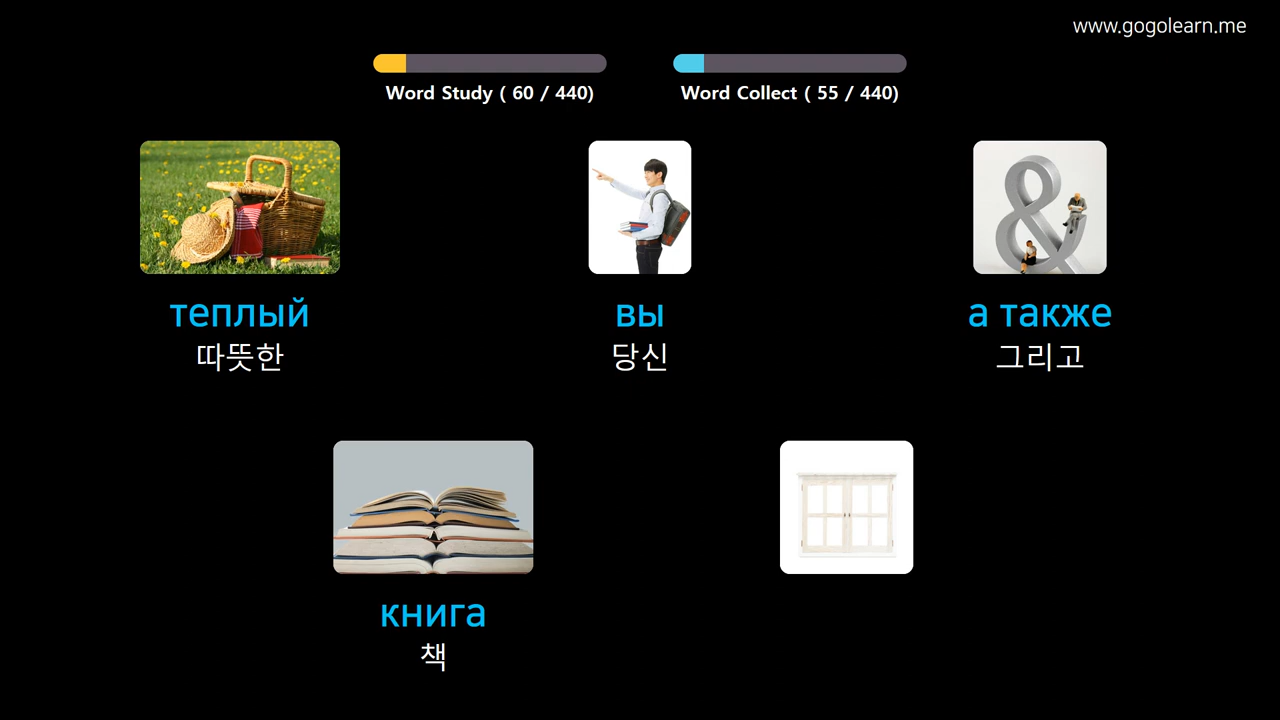 www.gogolearn.me
Word Study ( 60 / 440)
Word Collect ( 55 / 440)
теплый
따뜻한
вы
당신
а также
그리고
книга
책